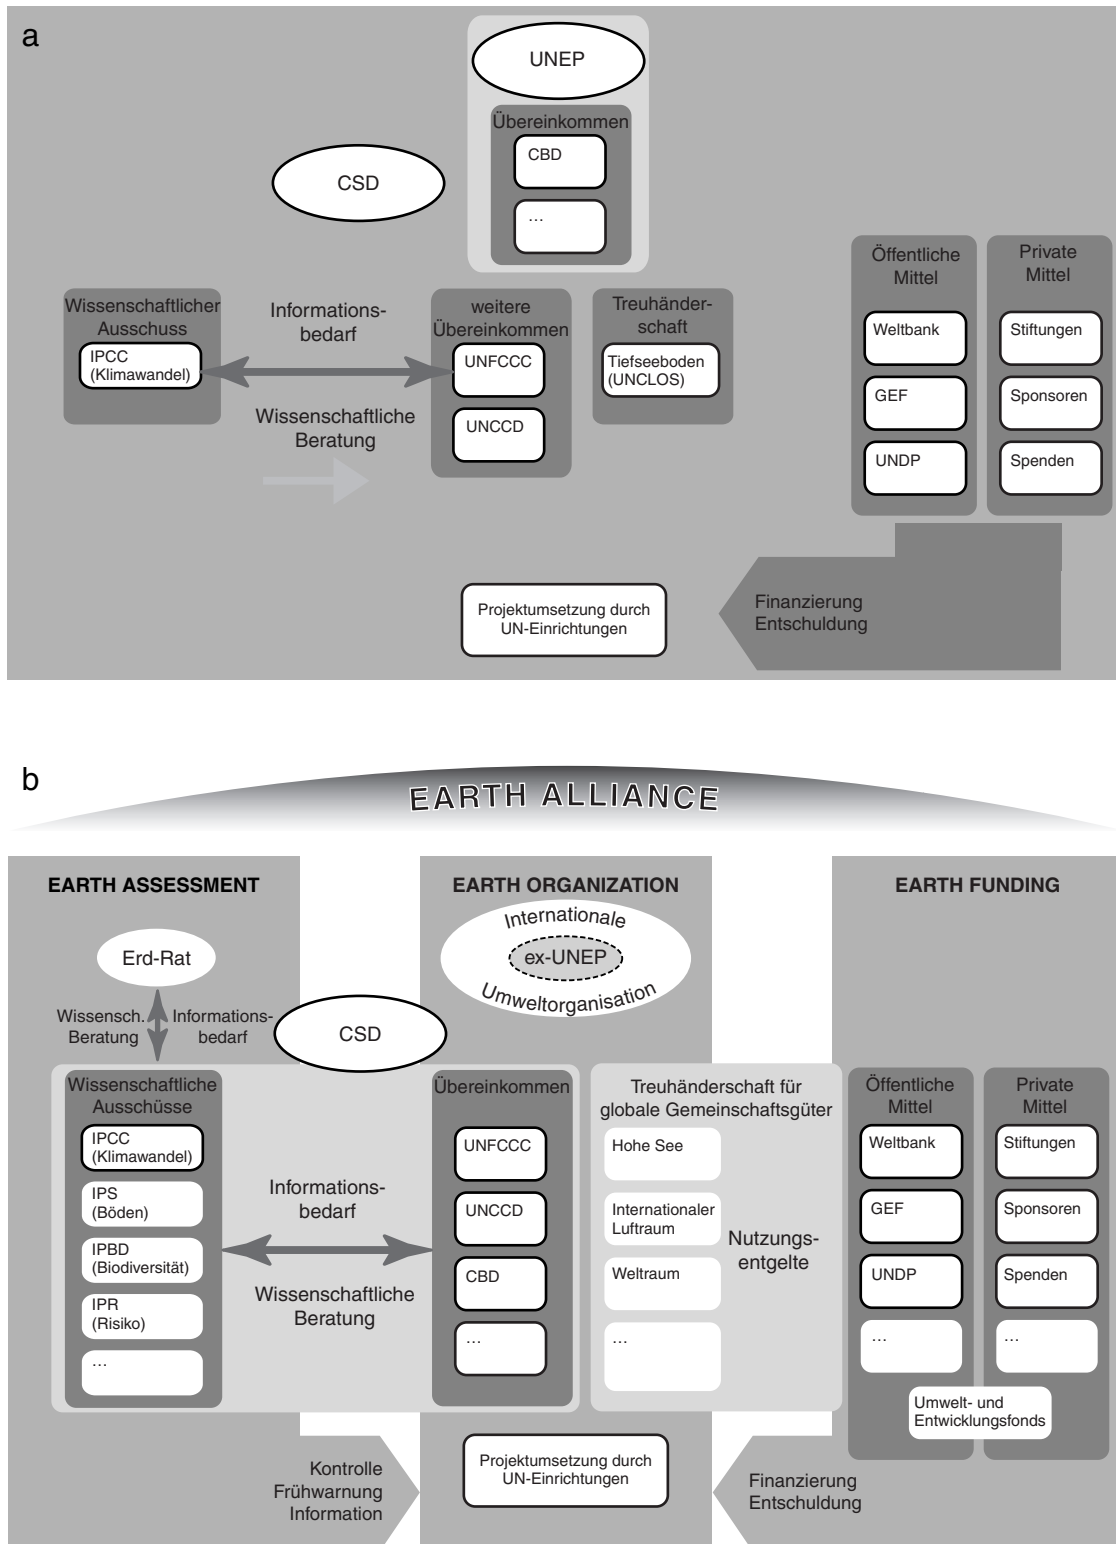 a
UNEP
Übereinkommen
CBD
…
CSD
Wissenschaftlicher
Ausschuss
IPCC
(Klimawandel)
Informations-
bedarf
Wissenschaftliche
Beratung
weitere
Übereinkommen
UNFCCC
UNCCD
Treuhänder-
schaft
Tiefseeboden
(UNCLOS)
Öffentliche
Mittel
Weltbank
GEF
UNDP
Private
Mittel
Stiftungen
Sponsoren
Spenden
Projektumsetzung durch
UN-Einrichtungen
Finanzierung
Entschuldung
b
EARTH ALLIANCE
EARTH ASSESSMENT
Erd-Rat
Wissensch.
Beratung
Informations-
bedarf
EARTH ORGANIZATION
Internationale
ex-UNEP
Umweltorganisation
EARTH FUNDING
CSD
Wissenschaftliche
Ausschüsse
IPCC
(Klimawandel)
IPS
(Böden)
IPBD
(Biodiversität)
IPR
(Risiko)
…
Informations-
bedarf
Wissenschaftliche
Beratung
Übereinkommen
UNFCCC
UNCCD
CBD
…
Treuhänderschaft für
globale Gemeinschaftsgüter
Hohe See
Internationaler
Luftraum
Weltraum
…
Nutzungs-
entgelte
Öffentliche
Mittel
Weltbank
GEF
UNDP
…
Private
Mittel
Stiftungen
Sponsoren
Spenden
…
Umwelt- und
Entwicklungsfonds
Kontrolle
Frühwarnung
Information
Projektumsetzung durch
UN-Einrichtungen
Finanzierung
Entschuldung